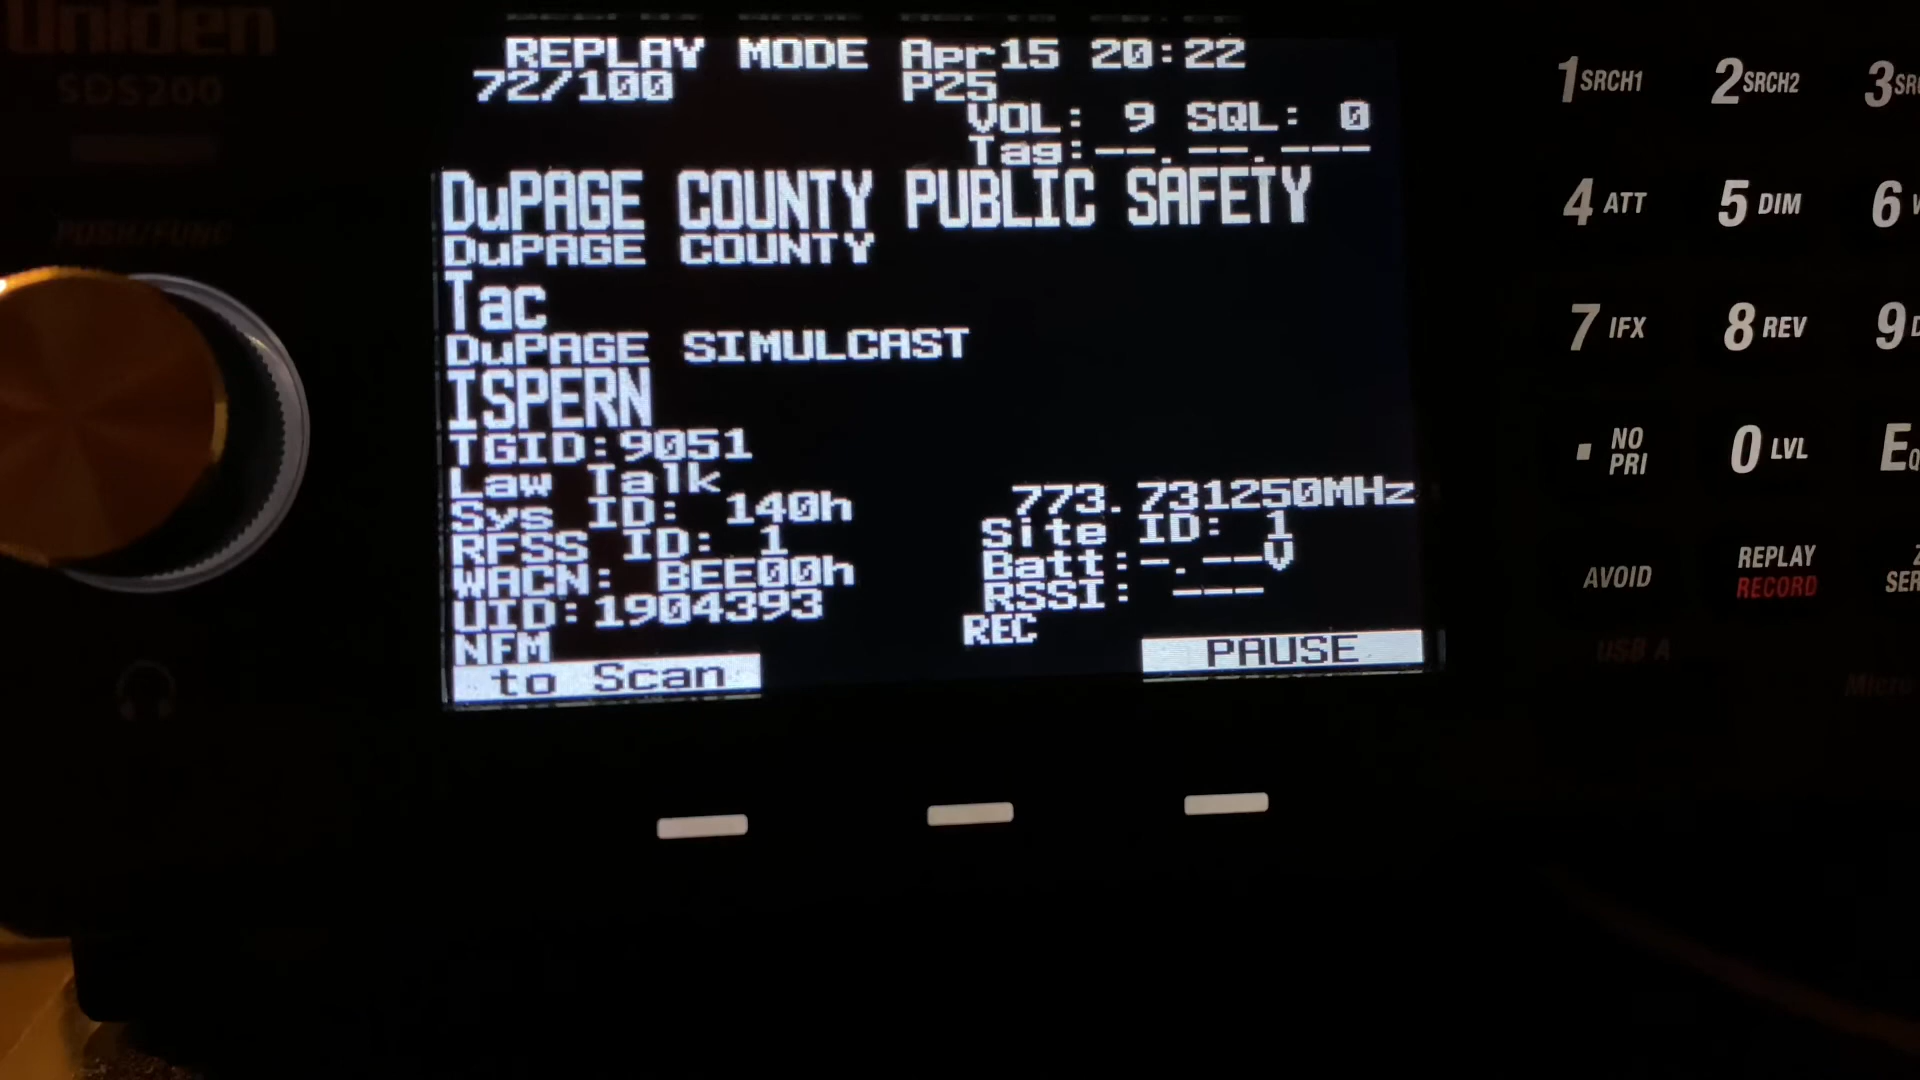 Uniden
SDS200
PUSH/FUNC
REPLAY MODE Apr15 20:22
72/100 P25
VOL: 9 SQL: 0
Tag:--.--.---
DuPAGE COUNTY PUBLIC SAFETY
DuPAGE COUNTY
Tac
DuPAGE SIMULCAST
ISPERN
TGID:9051
Law Talk
773.731250MHz
Sys ID: 140h
Site ID: 1
RFSS ID: 1
Batt:-.--V
WACN: BEE00h
RSSI: ---
UID:1904393
REC
NFM
to Scan
PAUSE
1 SRCH1 2 SRCH2 3
4 ATT 5 DIM 6
7 IFX 8 REV 9
. NO PRI 0 LVL
AVOID REPLAY
RECORD
USB A
Micro